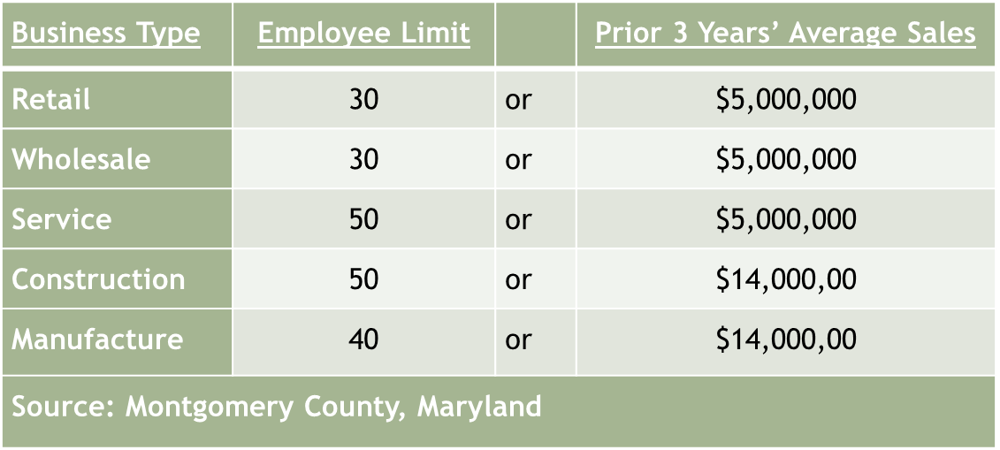 Business Type Employee Limit Prior 3 Years’ Average Sales
Retail 30 or $5,000,000
Wholesale 30 or $5,000,000
Service 50 or $5,000,000
Construction 50 or $14,000,00
Manufacture 40 or $14,000,00
Source: Montgomery County, Maryland